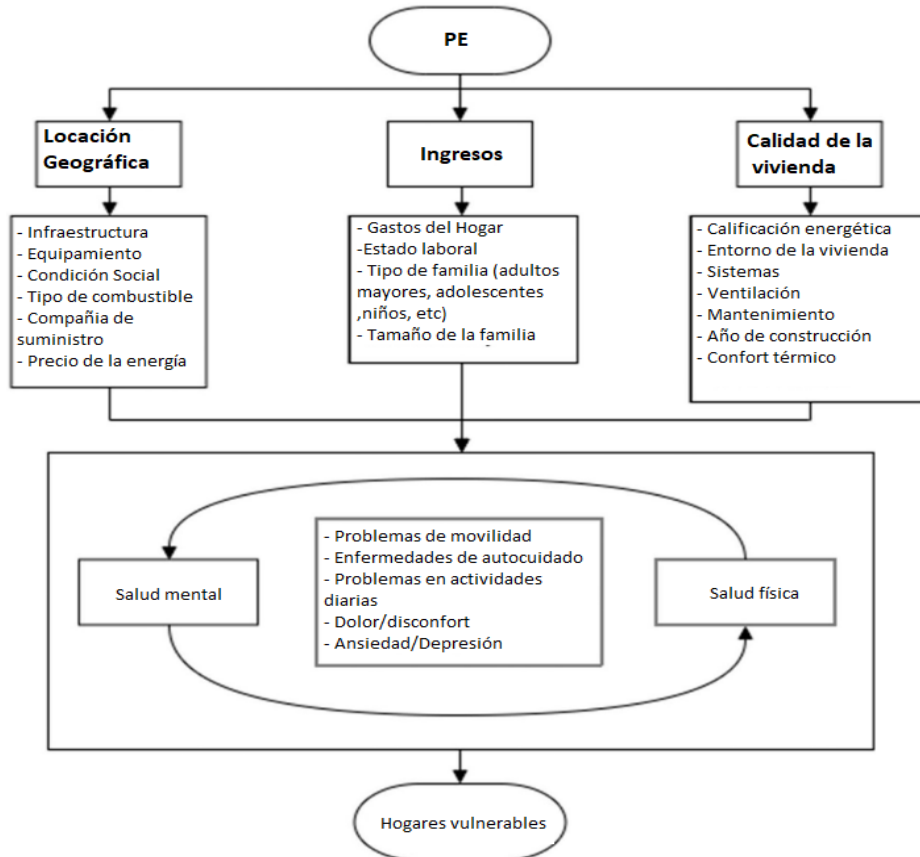 PE
Locación
Geográfica
Ingresos
Calidad de la
vivienda
- Infraestructura
- Equipamiento
- Condición Social
- Tipo de combustible
- Compañia de
suministro
- Precio de la energía
- Gastos del Hogar
-Estado laboral
- Tipo de familia (adultos
mayores, adolescentes
,niños, etc)
- Tamaño de la familia
- Calificación energética
- Entorno de la vivienda
- Sistemas
- Ventilación
- Mantenimiento
- Año de construcción
- Confort térmico
Salud mental
- Problemas de movilidad
- Enfermedades de autocuidado
- Problemas en actividades
diarias
- Dolor/disconfort
- Ansiedad/Depresión
Salud física
Hogares vulnerables